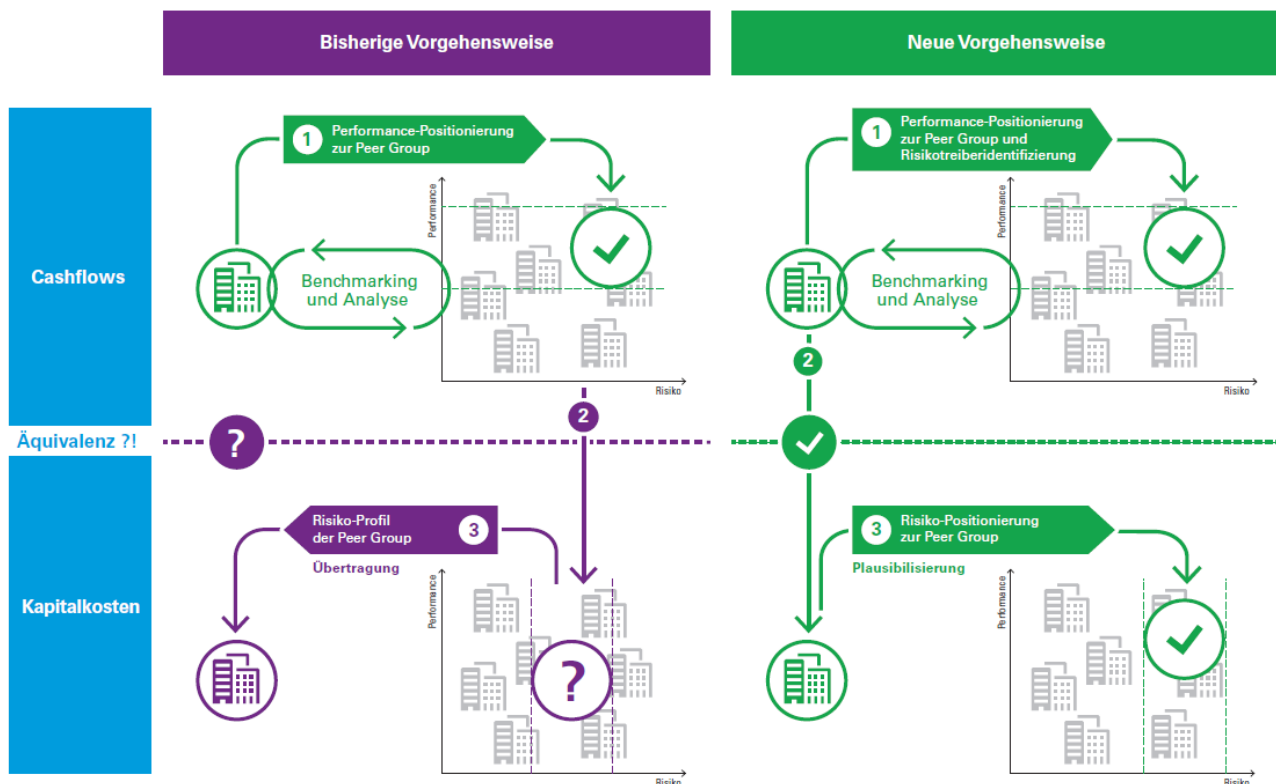 Bisherige Vorgehensweise
Neue Vorgehensweise
Cashflows
1
Performance-Positionierung
zur Peer Group
Performance
Benchmarking
und Analyse
Risiko
2
1
Performance-Positionierung
zur Peer Group und
Risikotreiberidentifizierung
Performance
Benchmarking
und Analyse
Risiko
2
Äquivalenz ?!
?
Kapitalkosten
Risiko-Profil
der Peer Group
3
Übertragung
Performance
?
Risiko
3
Risiko-Positionierung
zur Peer Group
Plausibilisierung
Performance
Risiko